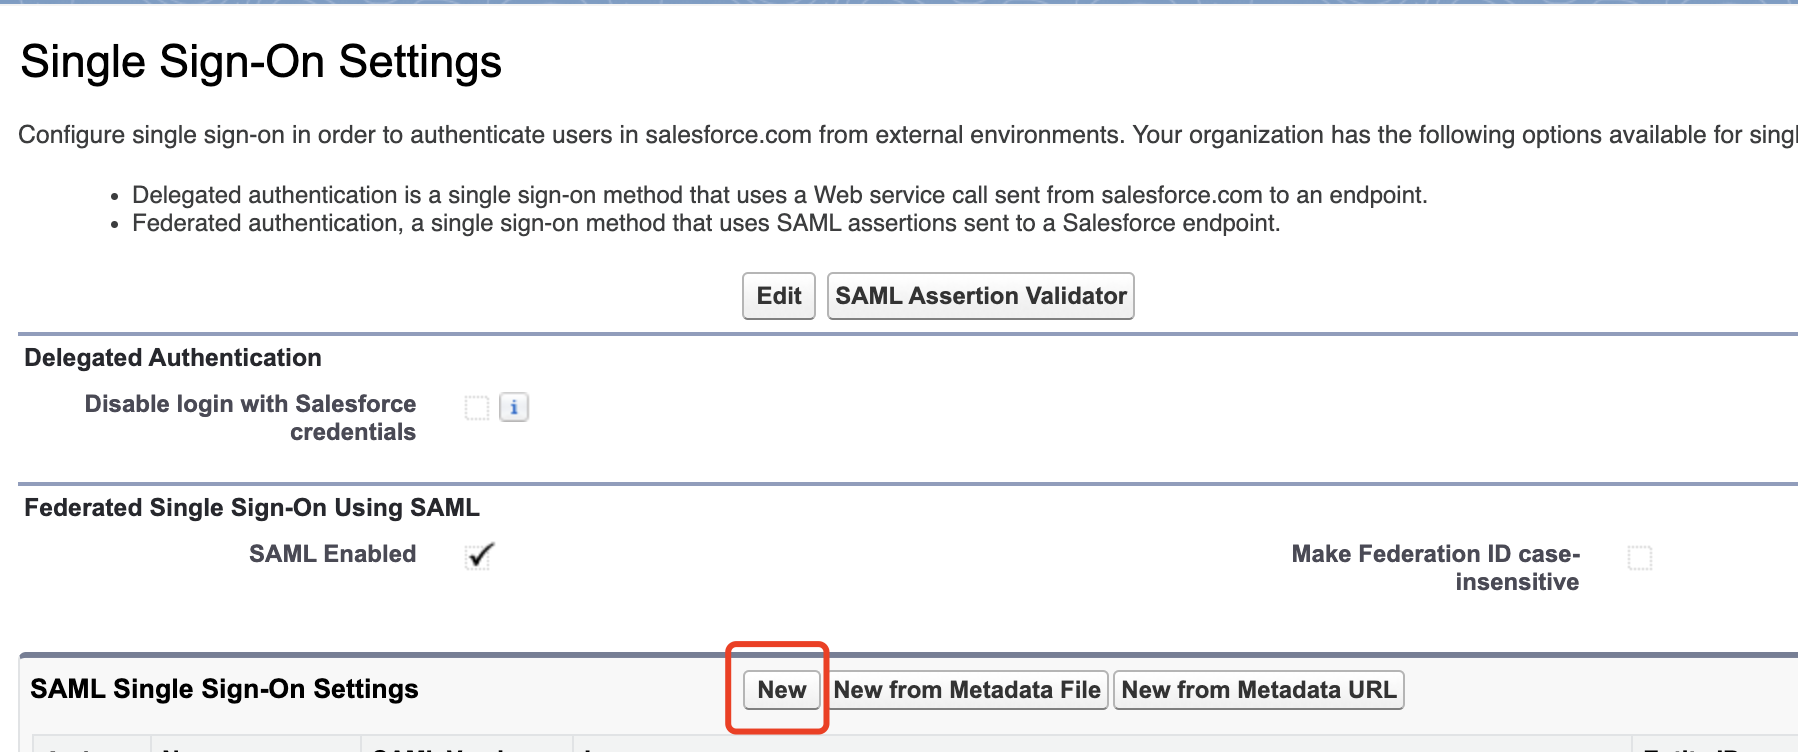 Single Sign-On Settings
Configure single sign-on in order to authenticate users in salesforce.com from external environments. Your organization has the following options available for singl
• Delegated authentication is a single sign-on method that uses a Web service call sent from salesforce.com to an endpoint.
• Federated authentication, a single sign-on method that uses SAML assertions sent to a Salesforce endpoint.
Edit SAML Assertion Validator
Delegated Authentication
Disable login with Salesforce
credentials
i
Federated Single Sign-On Using SAML
SAML Enabled
Make Federation ID case-
insensitive
SAML Single Sign-On Settings New New from Metadata File New from Metadata URL